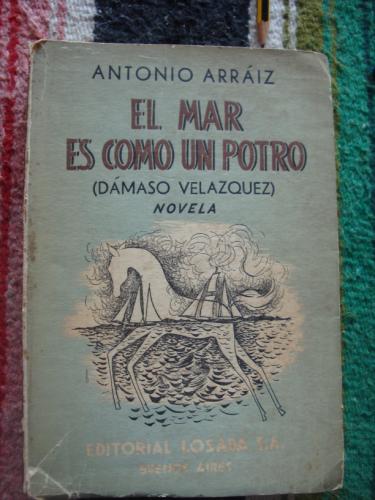 ANTONIO ARRÁIZ
EL MAR
ES COMO UN POTRO
(DÁMASO VELAZQUEZ)
NOVELA
EDITORIAL LOSADA S.A.
BUENOS AIRES